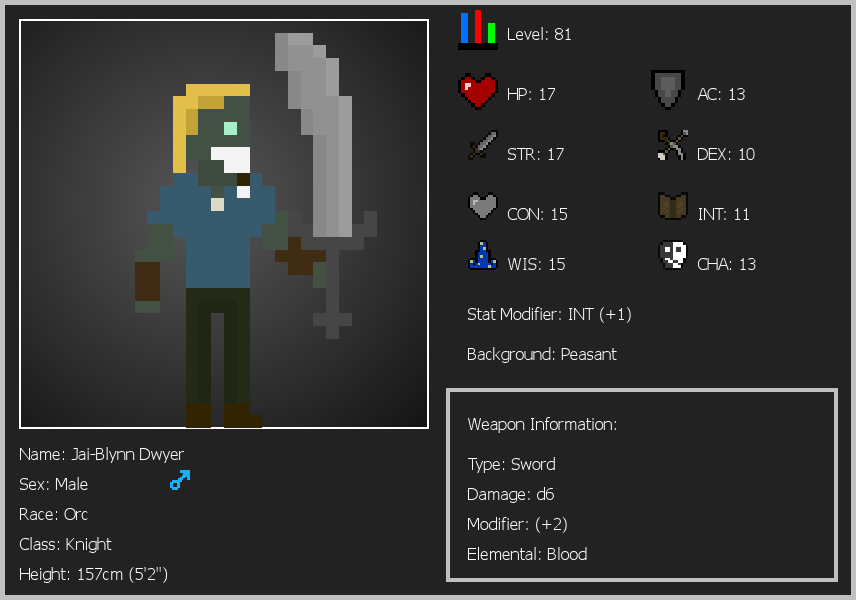 Level: 81
HP: 17
AC: 13
STR: 17
DEX: 10
CON: 15
INT: 11
WIS: 15
CHA: 13
Stat Modifier: INT (+1)
Background: Peasant
Weapon Information:
Type: Sword
Damage: d6
Modifier: (+2)
Elemental: Blood
Name: Jai-Blynn Dwyer
Sex: Male
Race: Orc
Class: Knight
Height: 157cm (5'2")